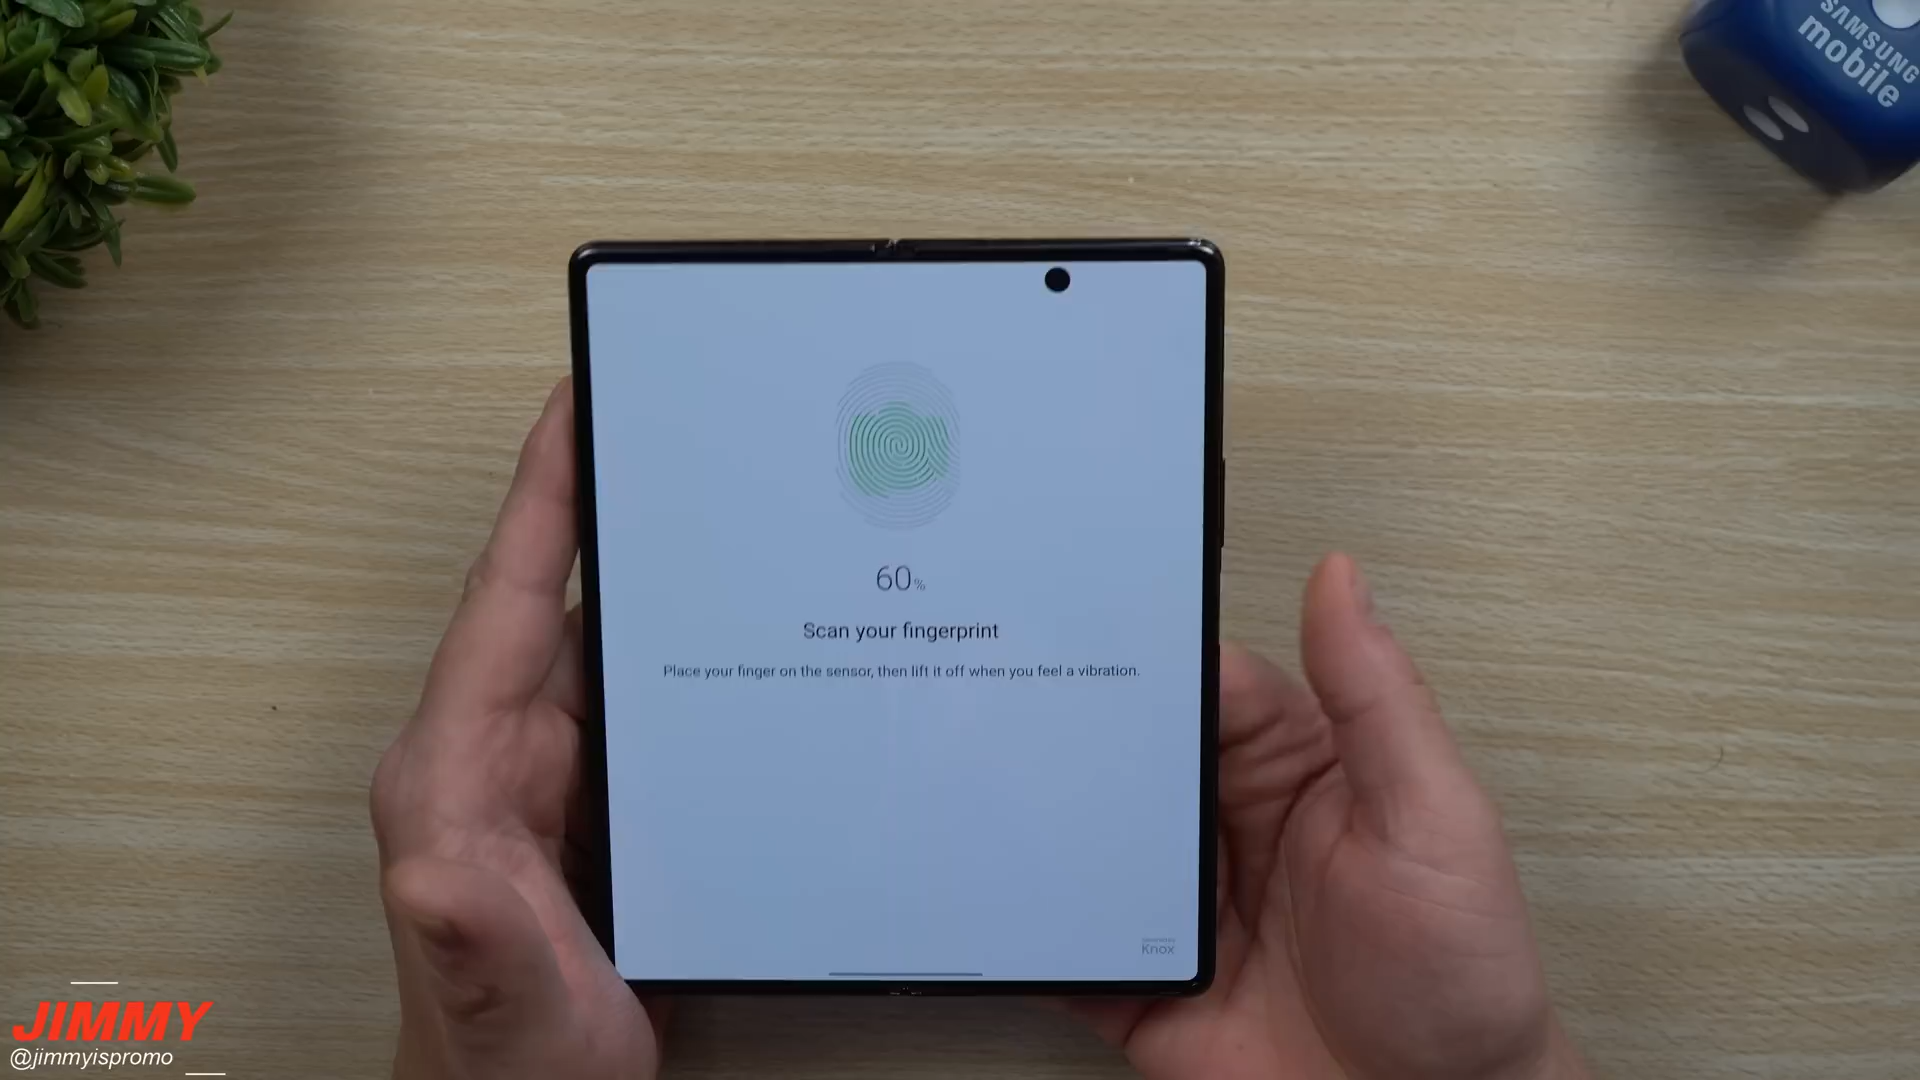 SAMSUNG
mobile
60%
Scan your fingerprint
Place your finger on the sensor, then lift it off when you feel a vibration.
Knox
JIMMY
@jimmyispromo